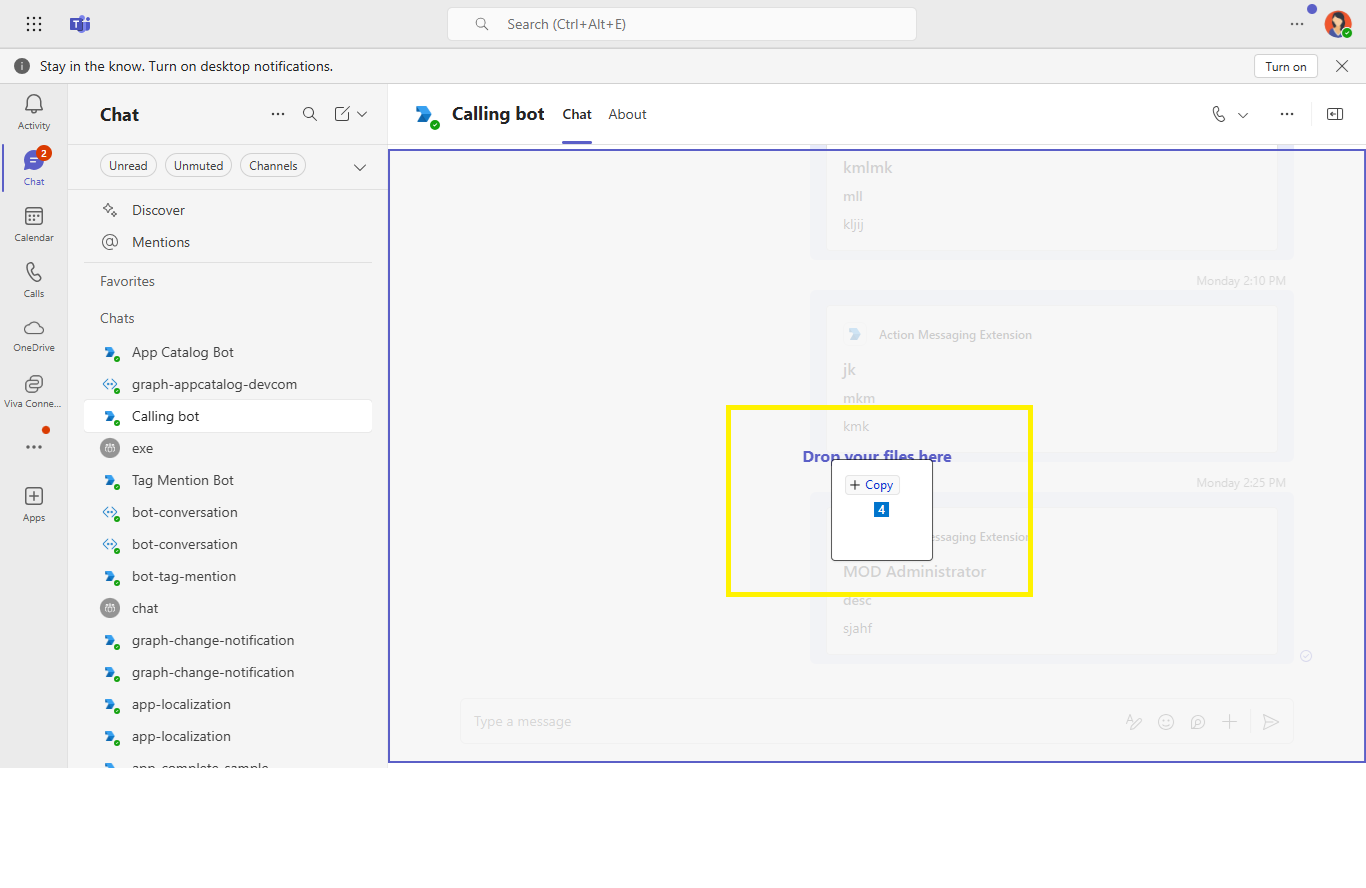 Search (Ctrl+Alt+E)
Stay in the know. Turn on desktop notifications.
Turn on
Activity
2
Chat
Calendar
Calls
OneDrive
Viva Conne...
Apps
Chat
Unread
Unmuted
Channels
Discover
Mentions
Favorites
Chats
App Catalog Bot
graph-appcatalog-devcom
Calling bot
exe
Tag Mention Bot
bot-conversation
bot-conversation
bot-tag-mention
chat
graph-change-notification
graph-change-notification
app-localization
app-localization
app-complete-sample
Calling bot
Chat
About
kmlmk
mll
kljij
Monday 2:10 PM
Action Messaging Extension
jk
mkm
kmk
Drop your files here
Monday 2:25 PM
+ Copy
4
essaging Extension
MOD Administrator
desc
sjahf
Type a message